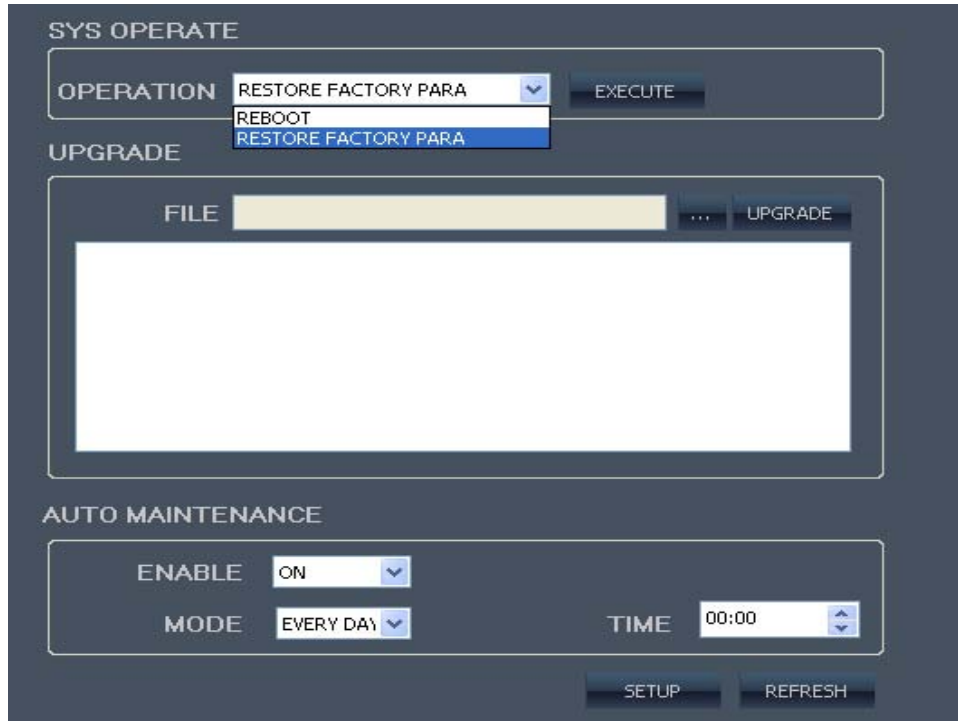 SYS OPERATE
OPERATION RESTORE FACTORY PARA EXECUTE
REBOOT
RESTORE FACTORY PARA
UPGRADE
FILE ... UPGRADE
AUTO MAINTENANCE
ENABLE ON
MODE EVERY DAY TIME 00:00
SETUP REFRESH